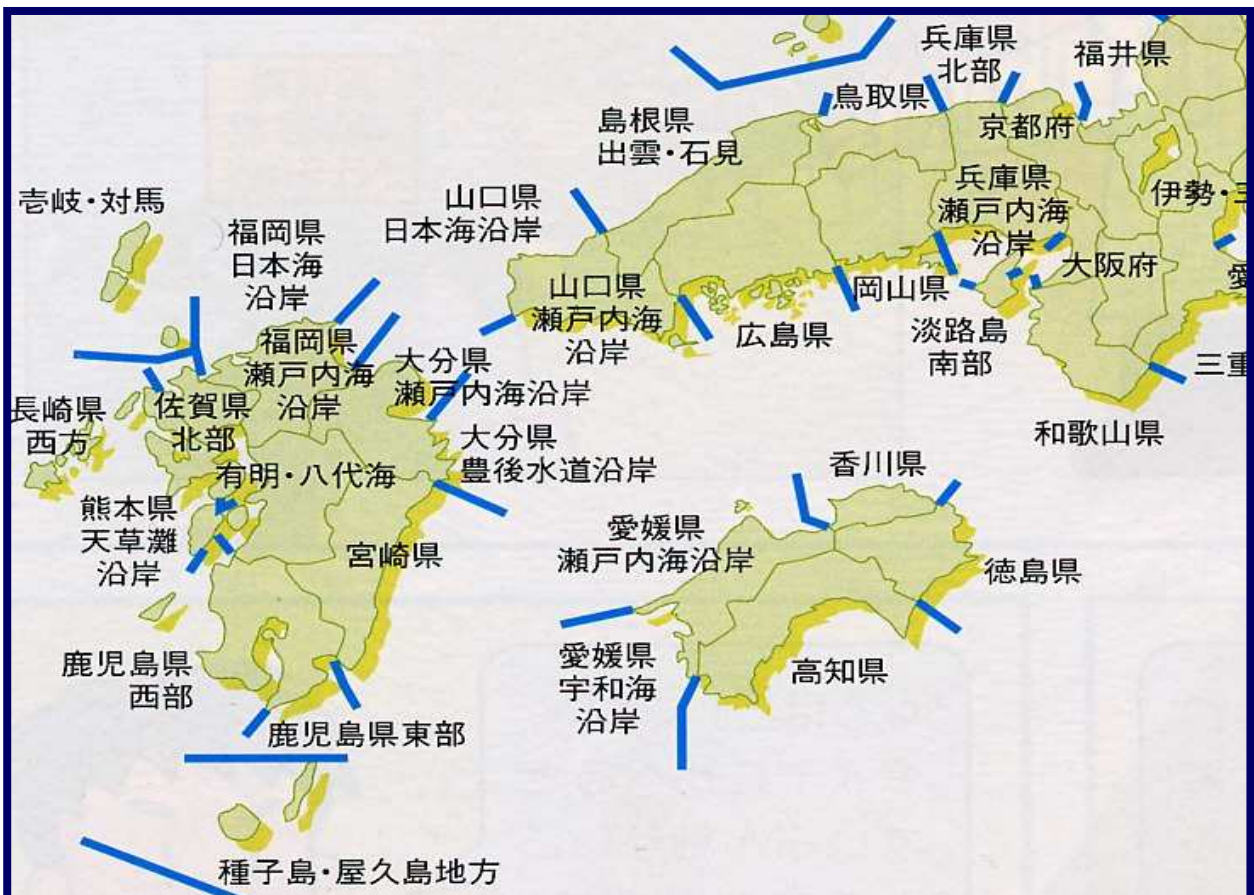 兵庫県
北部
福井県
鳥取県
京都府
島根県
出雲・石見
兵庫県
瀬戸内海
沿岸
伊勢・三
壱岐・対馬
山口県
日本海沿岸
福岡県
日本海
沿岸
大阪府
愛
山口県
瀬戸内海
沿岸
岡山県
広島県
淡路島
南部
三重
福岡県
瀬戸内海
沿岸
大分県
瀬戸内海沿岸
長崎県
西方
佐賀県
北部
和歌山県
大分県
豊後水道沿岸
有明・八代海
香川県
熊本県
天草灘
沿岸
愛媛県
瀬戸内海沿岸
宮崎県
徳島県
鹿児島県
西部
愛媛県
宇和海
沿岸
高知県
鹿児島県東部
種子島・屋久島地方